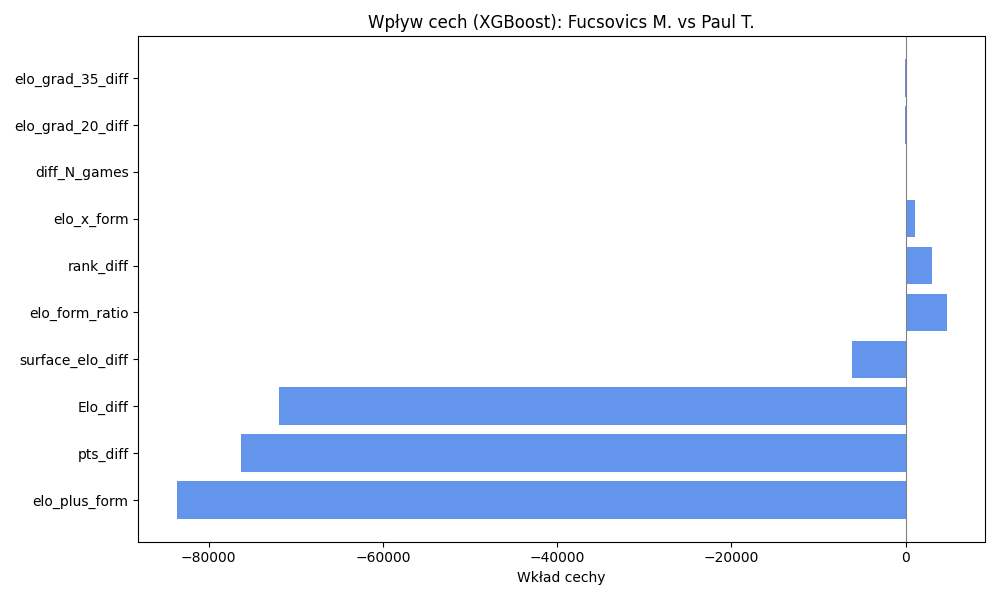 Wpływ cech (XGBoost): Fucsovics M. vs Paul T.
elo_grad_35_diff
elo_grad_20_diff
diff_N_games
elo_x_form
rank_diff
elo_form_ratio
surface_elo_diff
Elo_diff
pts_diff
elo_plus_form
−80000 −60000 −40000 −20000 0
Wkład cechy